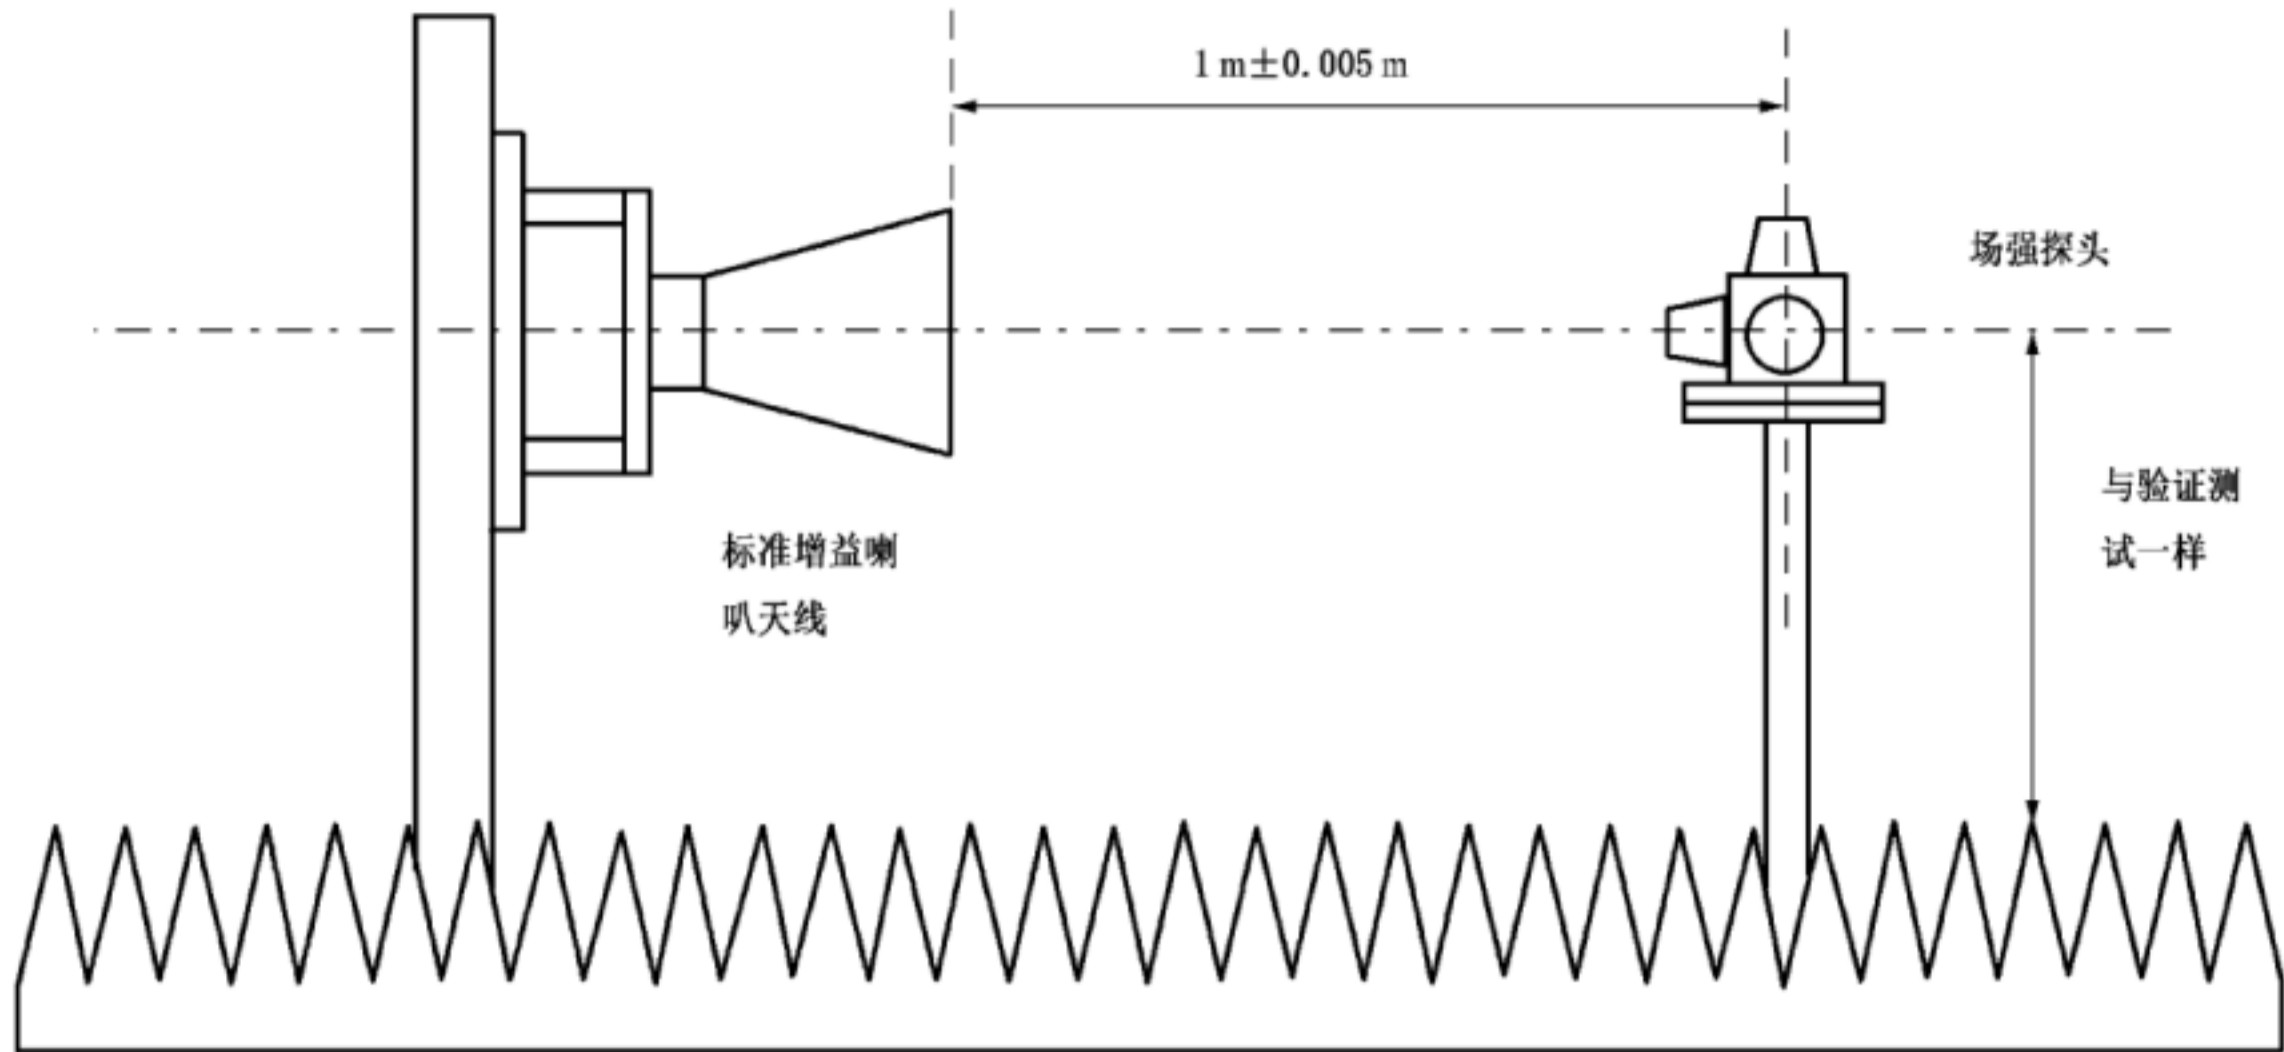 1 m±0.005 m
场强探头
与验证测
试一样
标准增益喇
叭天线